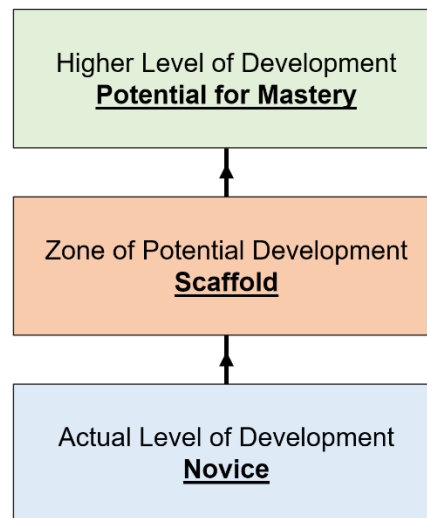 Higher Level of Development
Potential for Mastery
Zone of Potential Development
Scaffold
Actual Level of Development
Novice